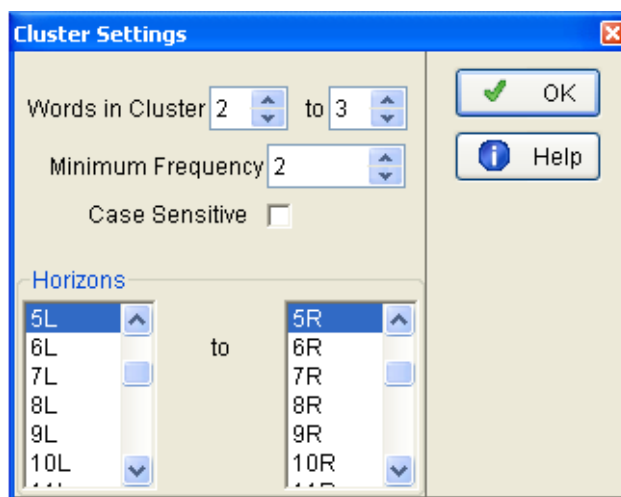 Cluster Settings
Words in Cluster 2 to 3
OK
Minimum Frequency 2
Help
Case Sensitive
Horizons
5L to 5R
6L 6R
7L 7R
8L 8R
9L 9R
10L 10R